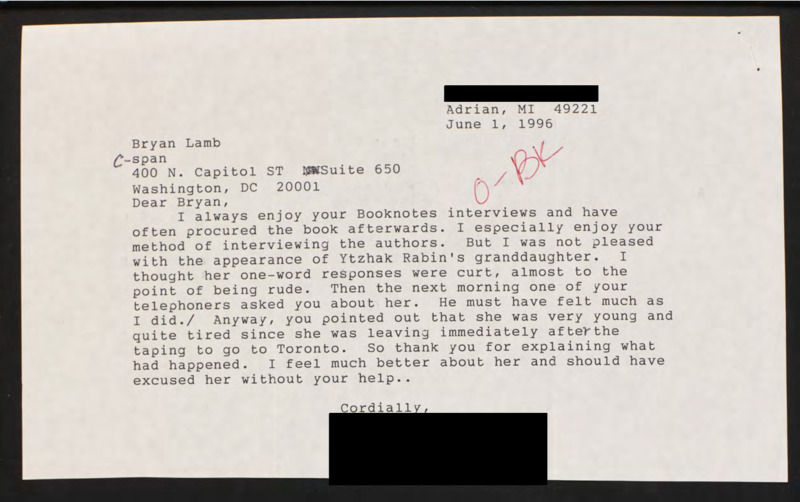 Adrian, MI 49221
June 1, 1996
Bryan Lamb
C-span
400 N. Capitol ST NW Suite 650
Washington, DC 20001
O-BK
Dear Bryan,
I always enjoy your Booknotes interviews and have
often procured the book afterwards. I especially enjoy your
method of interviewing the authors. But I was not pleased
with the appearance of Ytzhak Rabin's granddaughter. I
thought her one-word responses were curt, almost to the
point of being rude. Then the next morning one of your
telephoners asked you about her. He must have felt much as
I did./ Anyway, you pointed out that she was very young and
quite tired since she was leaving immediately afterthe
taping to go to Toronto. So thank you for explaining what
had happened. I feel much better about her and should have
excused her without your help..
Cordially,